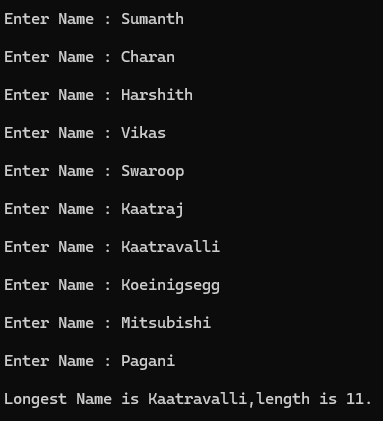 Enter Name : Sumanth
Enter Name : Charan
Enter Name : Harshith
Enter Name : Vikas
Enter Name : Swaroop
Enter Name : Kaatraj
Enter Name : Kaatravalli
Enter Name : Koeinigsegg
Enter Name : Mitsubishi
Enter Name : Pagani
Longest Name is Kaatravalli,length is 11.